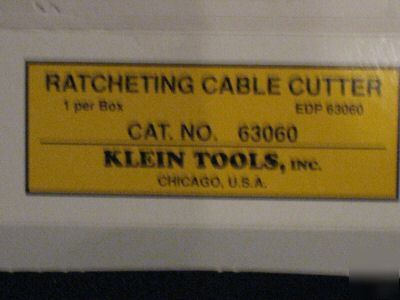 RATCHETING CABLE CUTTER
1 per Box EDP 63060
CAT. NO. 63060
KLEIN TOOLS, INC.
CHICAGO, U.S.A.